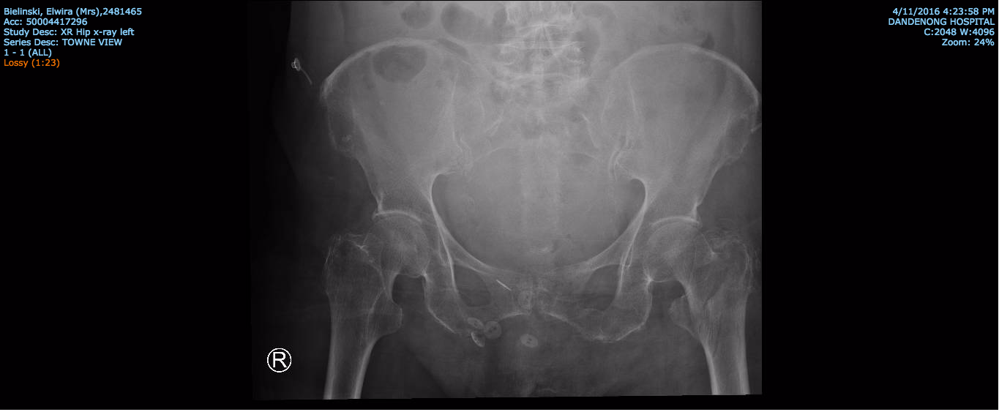 Bielinski, Elwira (Mrs),2481465
Acc: 50004417296
Study Desc: XR Hip x-ray left
Series Desc: TOWNE VIEW
1 - 1 (ALL)
Lossy (1:23)
4/11/2016 4:23:58 PM
DANDENONG HOSPITAL
C:2048 W:4096
Zoom: 24%
R